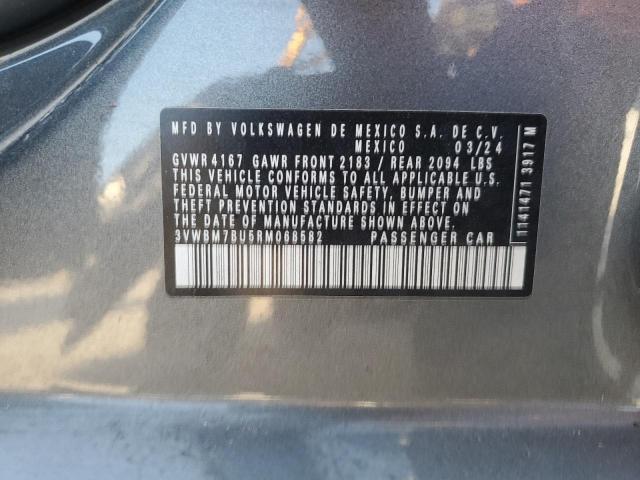 MFD BY VOLKSWAGEN DE MEXICO S.A. DE C.V.
MEXICO 03/24
GVWR 4167 GAWR FRONT 2183 / REAR 2094 LBS
THIS VEHICLE CONFORMS TO ALL APPLICABLE U.S.
FEDERAL MOTOR VEHICLE SAFETY, BUMPER AND
THEFT PREVENTION STANDARDS IN EFFECT ON
THE DATE OF MANUFACTURE SHOWN ABOVE.
3VWBM7BU5RM068582 PASSENGER CAR
1141471 3917 M